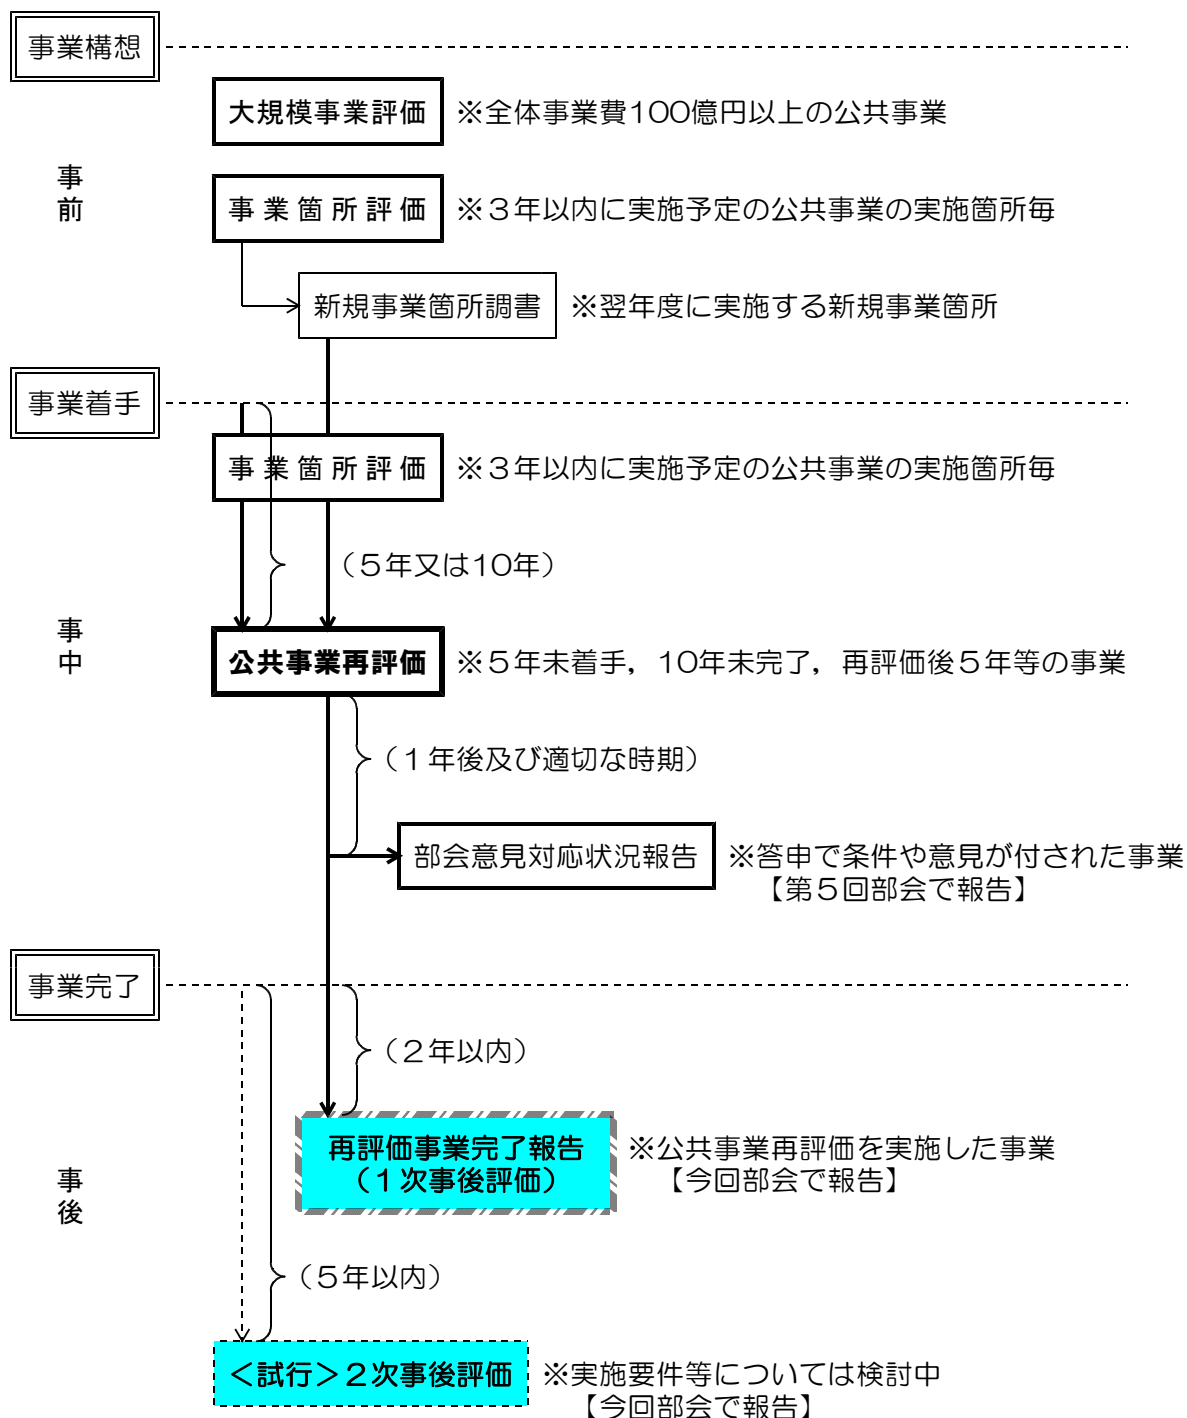 事業構想
大規模事業評価 ※全体事業費100億円以上の公共事業
事前
事業箇所評価 ※３年以内に実施予定の公共事業の実施箇所毎
新規事業箇所調書 ※翌年度に実施する新規事業箇所
事業着手
事業箇所評価 ※３年以内に実施予定の公共事業の実施箇所毎
（５年又は10年）
事中
公共事業再評価 ※５年未着手，10年未完了，再評価後５年等の事業
（１年後及び適切な時期）
部会意見対応状況報告 ※答申で条件や意見が付された事業
【第５回部会で報告】
事業完了
（２年以内）
再評価事業完了報告 ※公共事業再評価を実施した事業
（１次事後評価） 【今回部会で報告】
事後
（５年以内）
＜試行＞２次事後評価 ※実施要件等については検討中
【今回部会で報告】